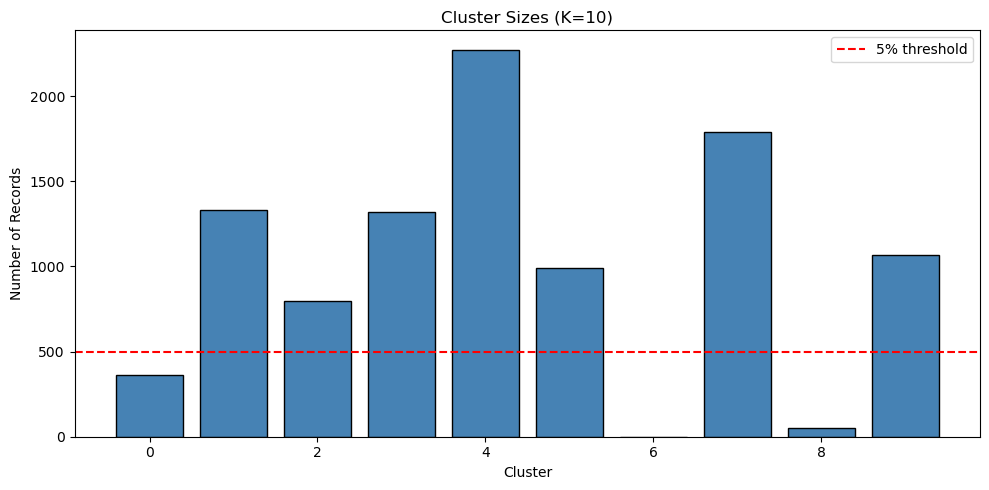 Cluster Sizes (K=10)
5% threshold
Number of Records
2000
1500
1000
500
0
0 2 4 6 8
Cluster